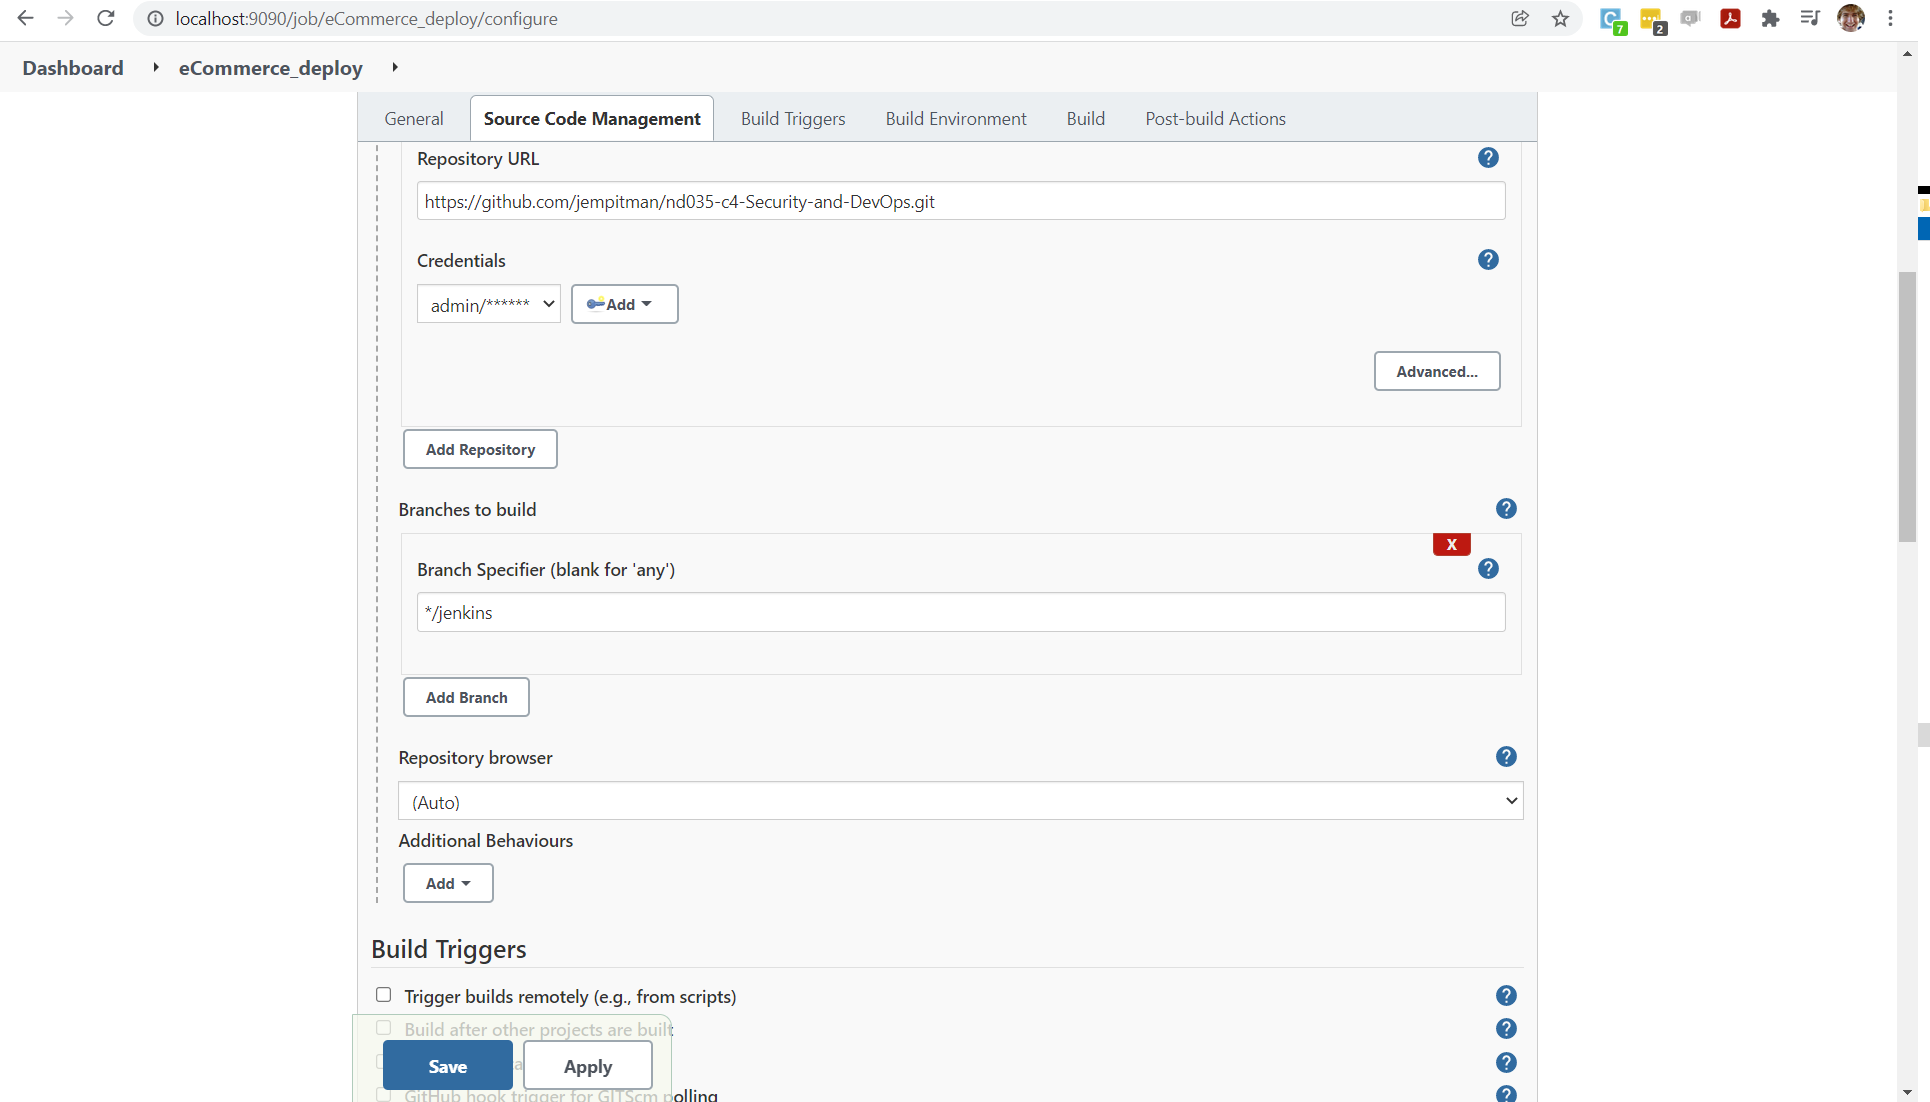 localhost:9090/job/eCommerce_deploy/configure
7
2
Dashboard eCommerce_deploy
General Source Code Management Build Triggers Build Environment Build Post-build Actions
Repository URL
https://github.com/jempitman/nd035-c4-Security-and-DevOps.git
Credentials
admin/******
Add
Advanced...
Add Repository
Branches to build
X
Branch Specifier (blank for 'any')
*/jenkins
Add Branch
Repository browser
(Auto)
Additional Behaviours
Add
Build Triggers
Trigger builds remotely (e.g., from scripts)
Build after other projects are built
Save Apply
GitHub hook trigger for GITScm polling